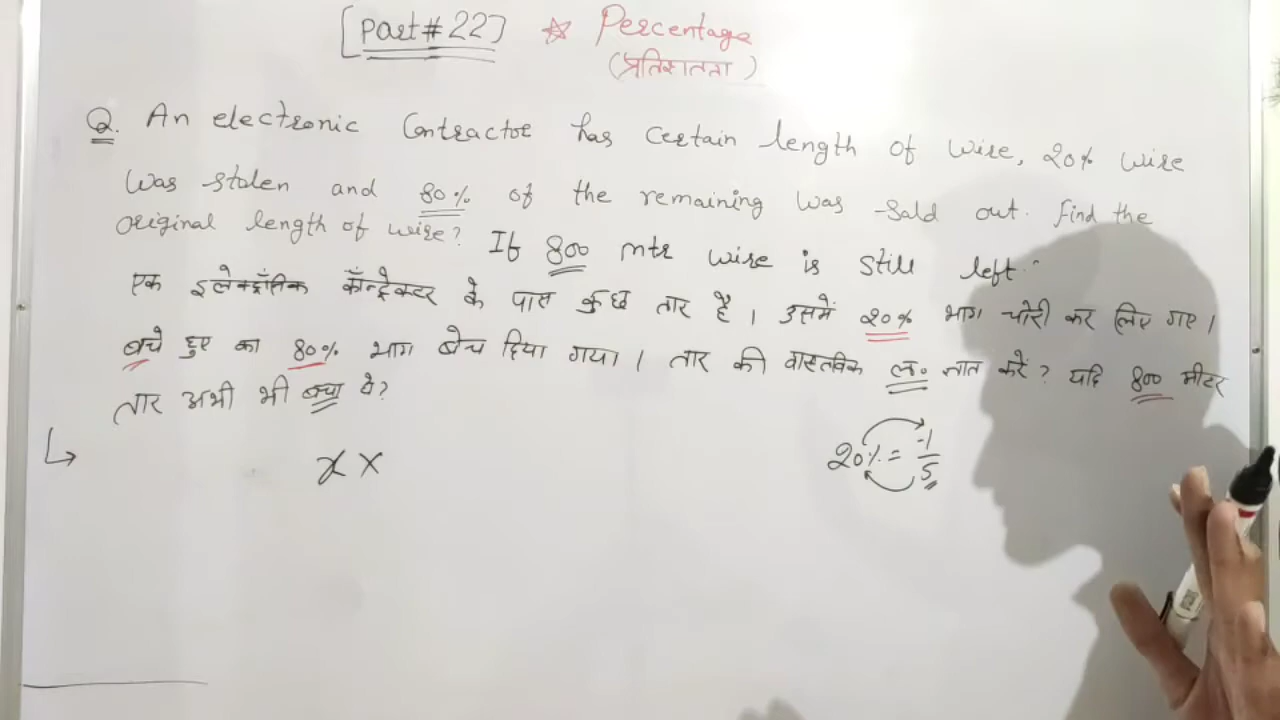 [Part#22] ☆ Percentage
(प्रतिशतता)
Q. An electronic Contractor has certain length of wire, 20% wire
was stolen and 80% of the remaining was sold out. Find the
original length of wire? If 800 mtr wire is still left.
एक इलेक्ट्रॉनिक कॉन्ट्रेक्टर के पास कुछ तार है। उसमें 20% भाग चोरी कर लिए गए।
बचे हुए का 80% भाग बेच दिया गया। तार की वास्तविक ल॰ ज्ञात करें? यदि 800 मीटर
तार अभी भी बचा है?
↳ x x 20% = -1/5